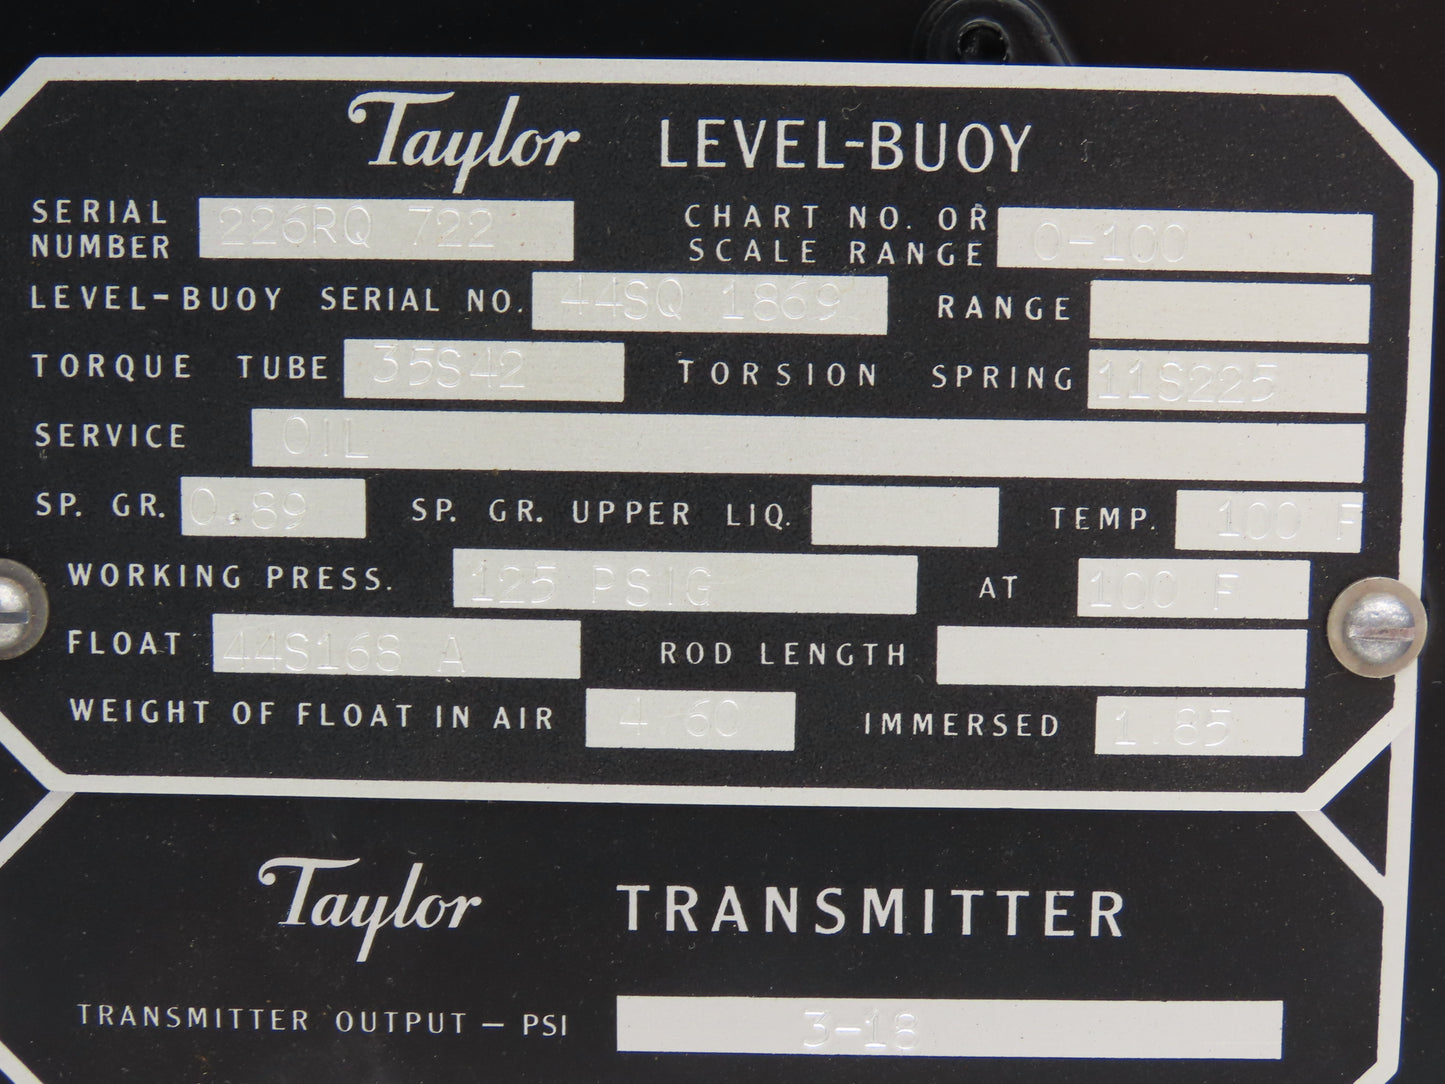 Taylor LEVEL-BUOY
SERIAL NUMBER 226RQ 722 CHART NO. OR SCALE RANGE 0-100
LEVEL-BUOY SERIAL NO. 44SQ 1869 RANGE
TORQUE TUBE 35S42 TORSION SPRING 11S225
SERVICE OIL
SP. GR. 0.89 SP. GR. UPPER LIQ. TEMP. 100 F
WORKING PRESS. 125 PSIG AT 100 F
FLOAT 44S168 A ROD LENGTH
WEIGHT OF FLOAT IN AIR 4.60 IMMERSED 1.85
Taylor TRANSMITTER
TRANSMITTER OUTPUT - PSI 3-18